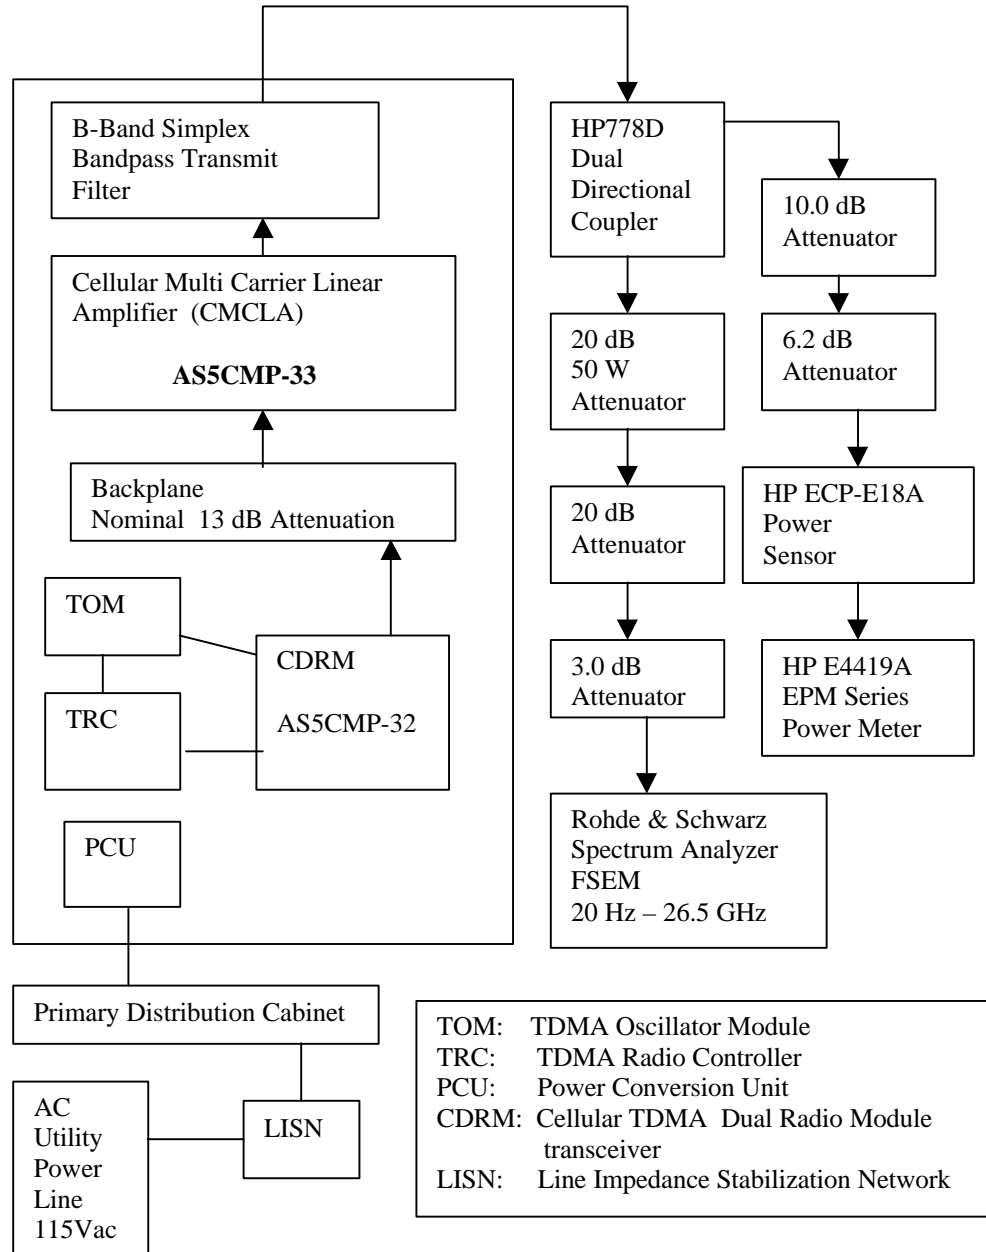 B-Band Simplex
Bandpass Transmit
Filter
Cellular Multi Carrier Linear
Amplifier (CMCLA)
AS5CMP-33
Backplane
Nominal 13 dB Attenuation
TOM
TRC
CDRM
AS5CMP-32
PCU
HP778D
Dual
Directional
Coupler
20 dB
50 W
Attenuator
20 dB
Attenuator
3.0 dB
Attenuator
Rohde & Schwarz
Spectrum Analyzer
FSEM
20 Hz – 26.5 GHz
10.0 dB
Attenuator
6.2 dB
Attenuator
HP ECP-E18A
Power
Sensor
HP E4419A
EPM Series
Power Meter
Primary Distribution Cabinet
AC
Utility
Power
Line
115Vac
LISN
TOM: TDMA Oscillator Module
TRC: TDMA Radio Controller
PCU: Power Conversion Unit
CDRM: Cellular TDMA Dual Radio Module
transceiver
LISN: Line Impedance Stabilization Network